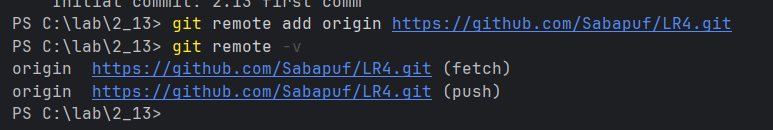 Initial commit: 2.13 first comm
PS C:\lab\2_13> git remote add origin https://github.com/Sabapuf/LR4.git
PS C:\lab\2_13> git remote -v
origin  https://github.com/Sabapuf/LR4.git (fetch)
origin  https://github.com/Sabapuf/LR4.git (push)
PS C:\lab\2_13>